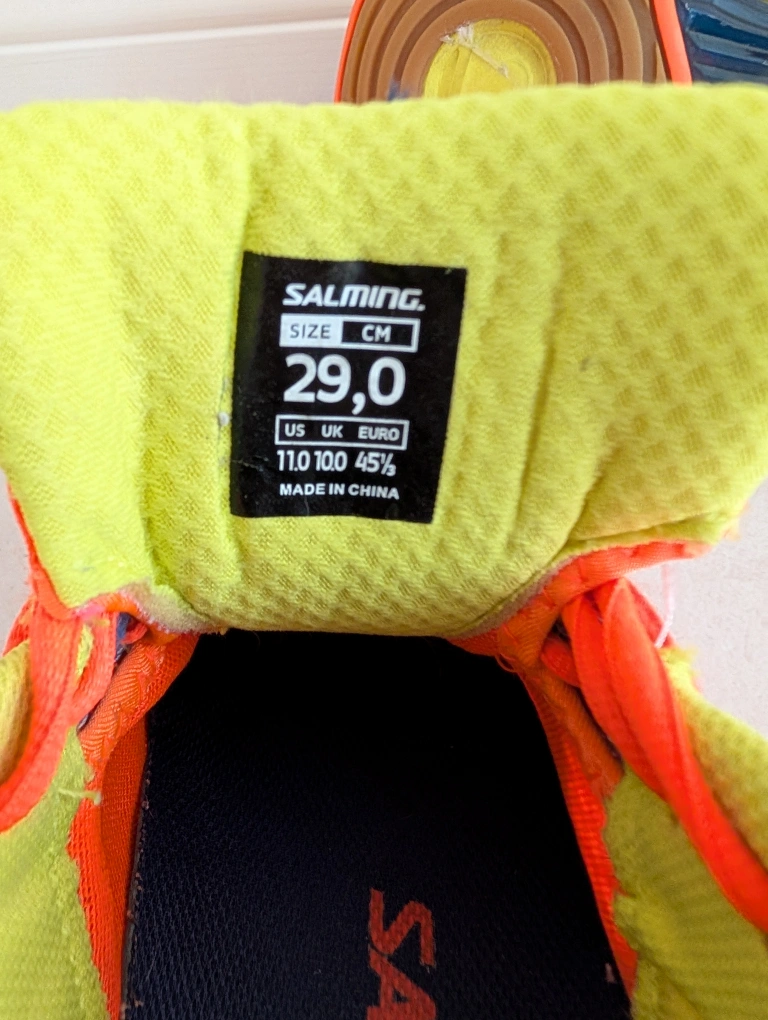 SALMING.
SIZE CM
29,0
US UK EURO
11.0 10.0 45⅓
MADE IN CHINA
SA